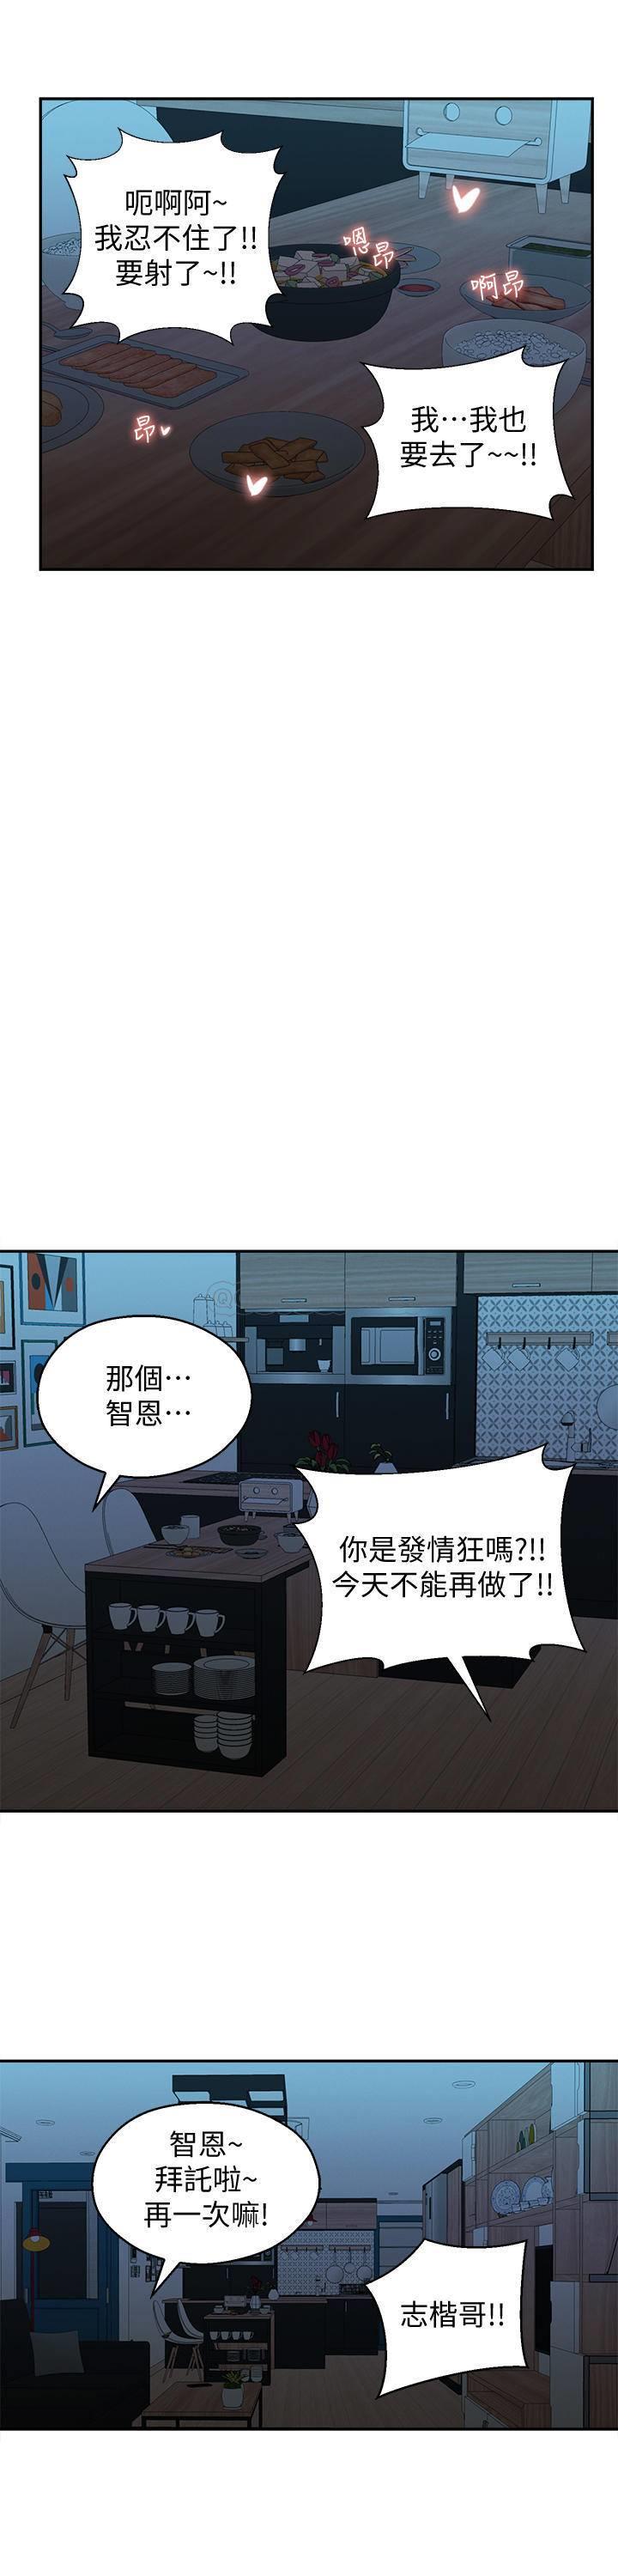 呃啊阿~
我忍不住了!!
要射了~!!
嗯昂
啊昂
昂
我⋯我也
要去了~~!!
那個⋯
智恩⋯
你是發情狂嗎?!!
今天不能再做了!!
智恩~
拜託啦~
再一次嘛!
志楷哥!!